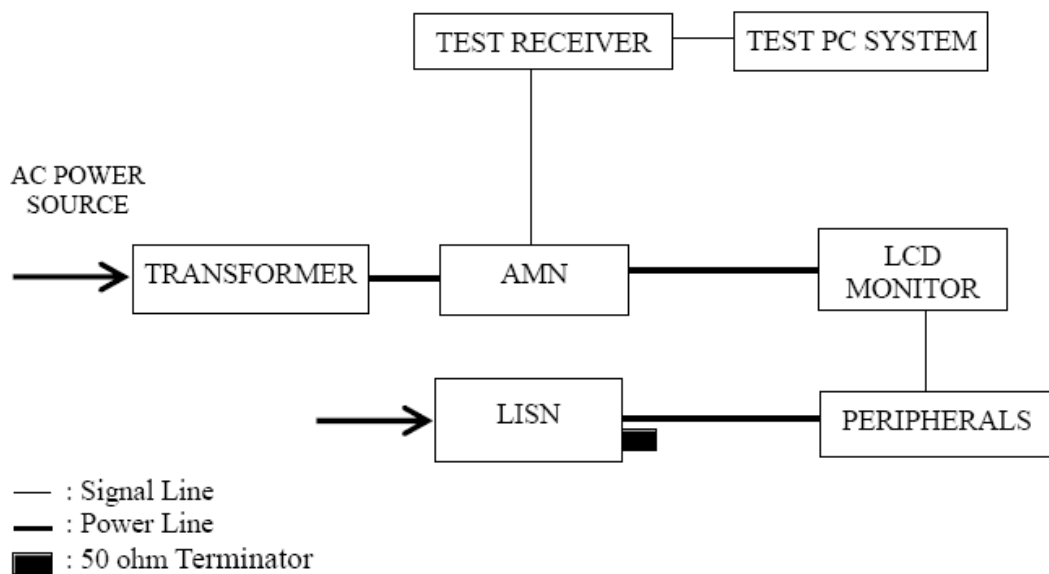 TEST RECEIVER
TEST PC SYSTEM
AC POWER
SOURCE
TRANSFORMER
AMN
LCD
MONITOR
LISN
PERIPHERALS
: Signal Line
: Power Line
: 50 ohm Terminator